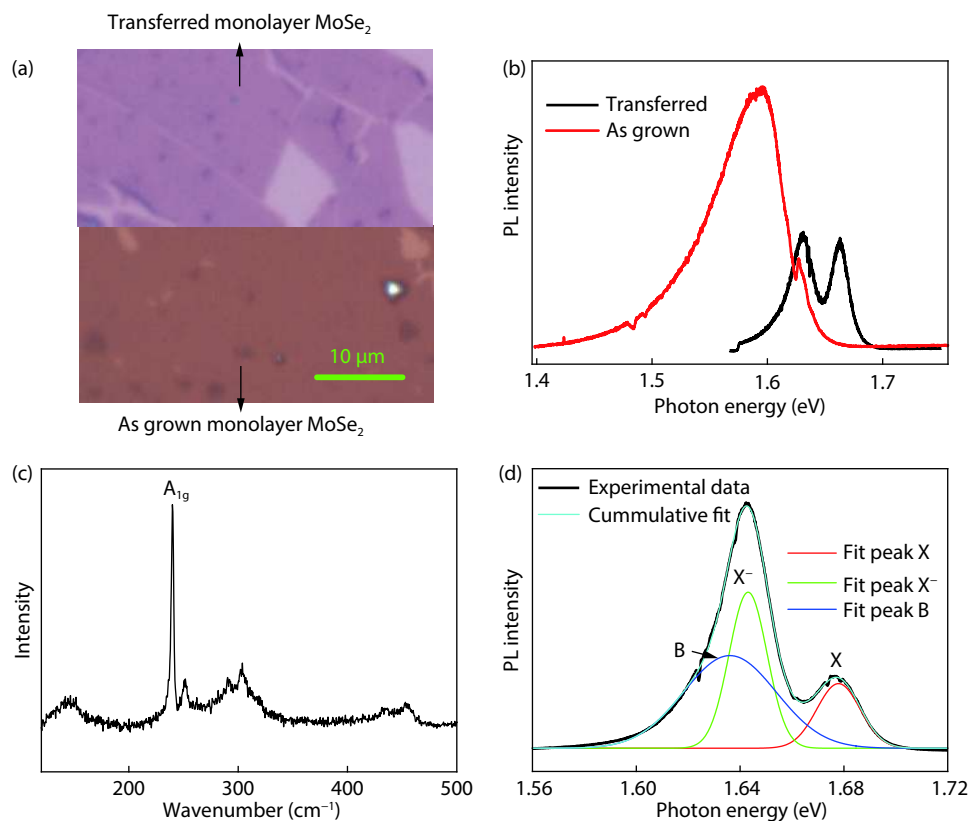 Transferred monolayer MoSe₂
(a)
10 μm
As grown monolayer MoSe₂
(b)
Transferred
As grown
PL intensity
1.4 1.5 1.6 1.7
Photon energy (eV)
(c)
A₁g
Intensity
200 300 400 500
Wavenumber (cm⁻¹)
(d)
Experimental data
Cummulative fit
Fit peak X
Fit peak X⁻
Fit peak B
X⁻
B
X
PL intensity
1.56 1.60 1.64 1.68 1.72
Photon energy (eV)